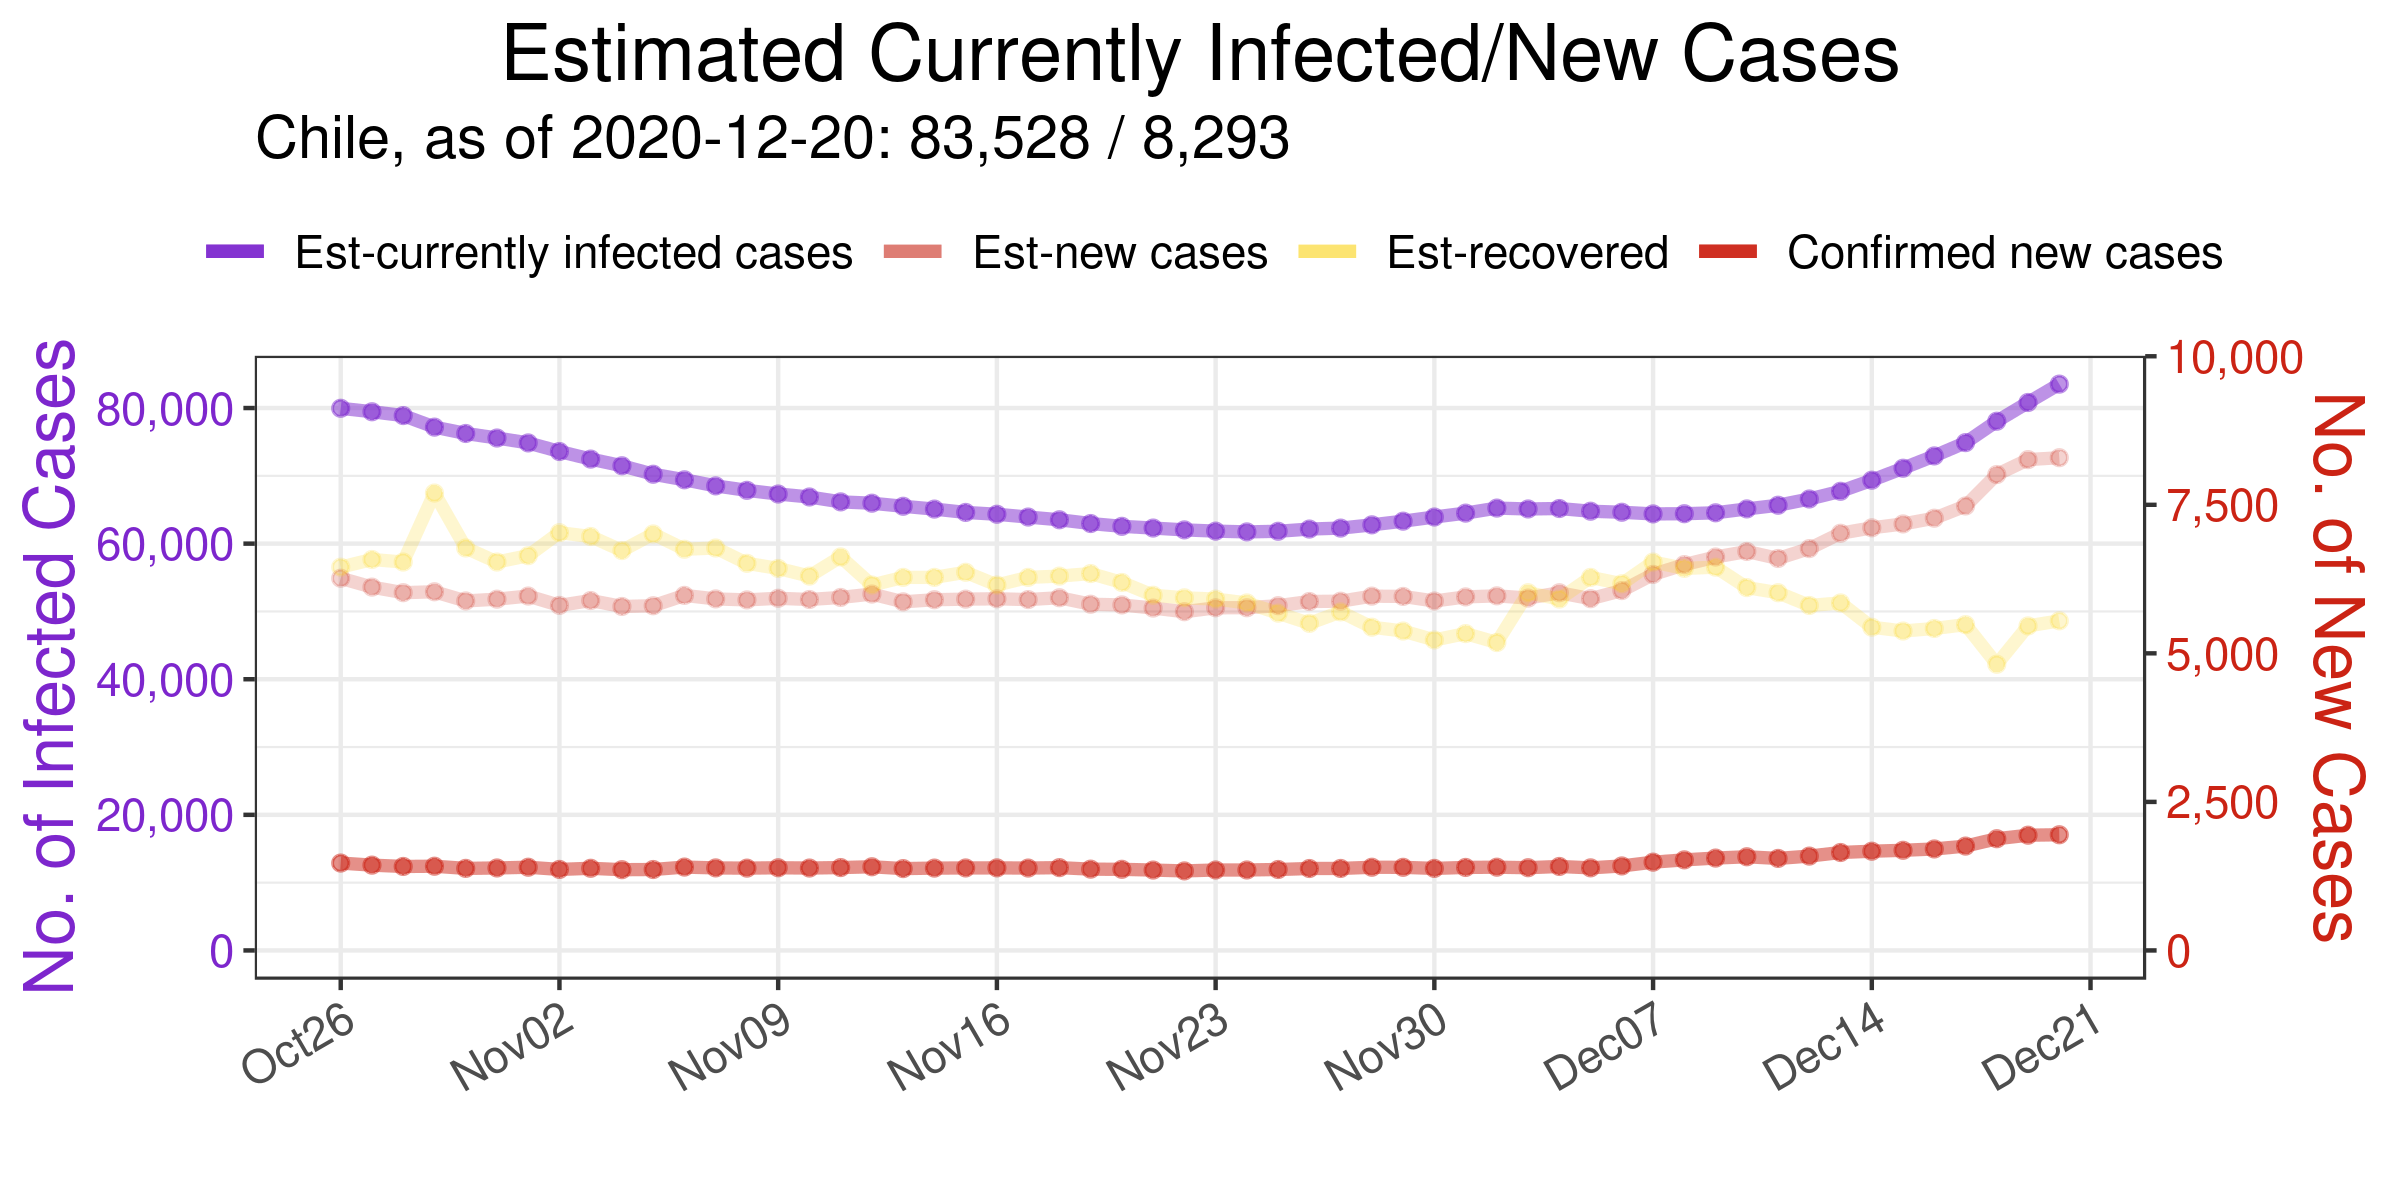 Estimated Currently Infected/New Cases
Chile, as of 2020-12-20: 83,528 / 8,293
Est-currently infected cases Est-new cases Est-recovered Confirmed new cases
No. of Infected Cases
80,000
60,000
40,000
20,000
0
10,000
7,500
5,000
2,500
0
No. of New Cases
Oct26 Nov02 Nov09 Nov16 Nov23 Nov30 Dec07 Dec14 Dec21